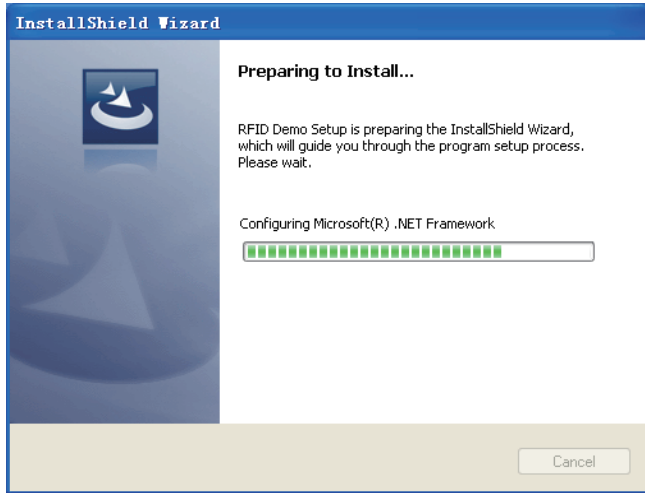 InstallShield Wizard
Preparing to Install...
RFID Demo Setup is preparing the InstallShield Wizard,
which will guide you through the program setup process.
Please wait.
Configuring Microsoft(R) .NET Framework
Cancel